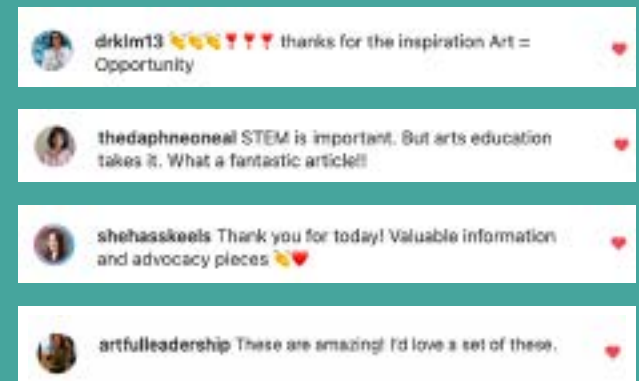 drklm13 👏👏👏❣️❣️❣️ thanks for the inspiration Art =
Opportunity
thedaphneoneal STEM is important. But arts education
takes it. What a fantastic article!!
shehasskeels Thank you for today! Valuable information
and advocacy pieces 👏❤️
artfulleadership These are amazing! I'd love a set of these.